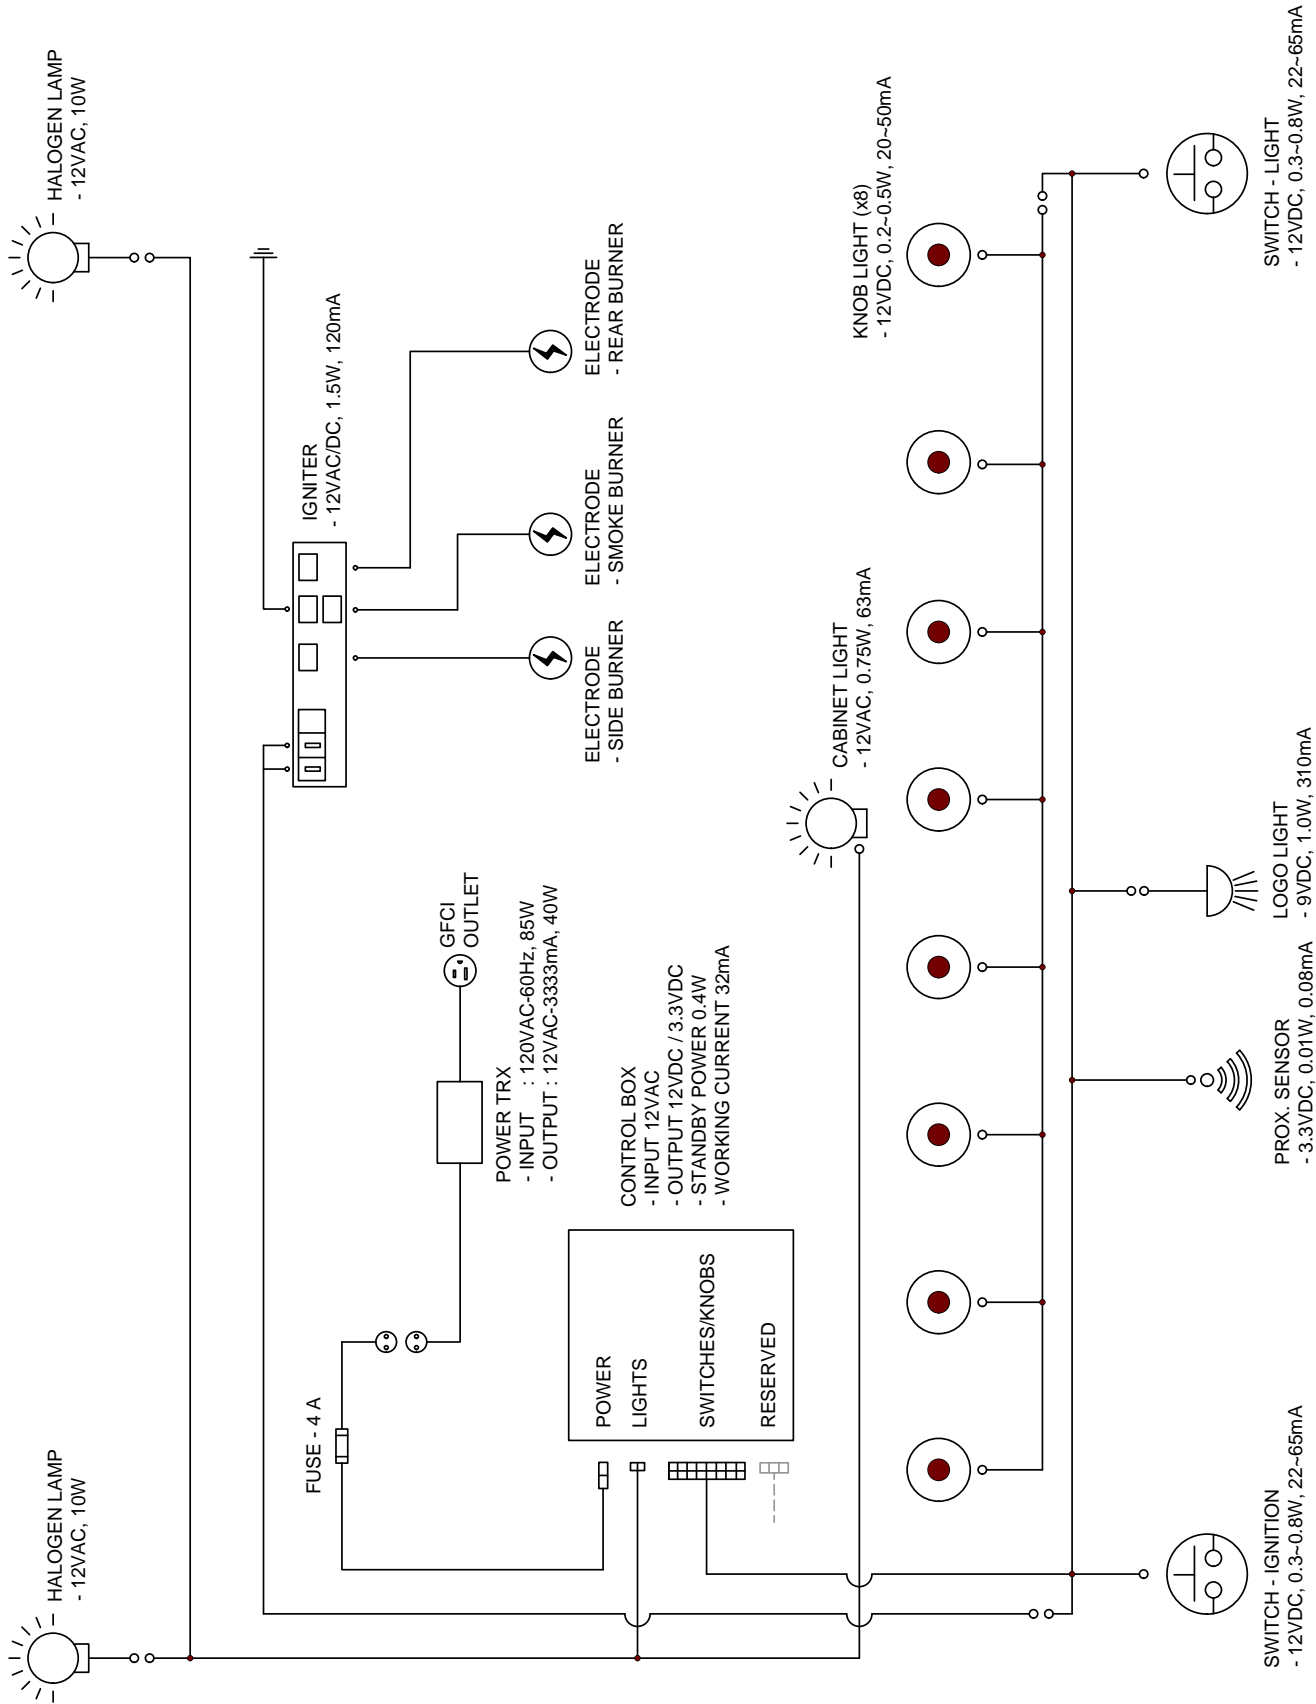 HALOGEN LAMP
- 12VAC, 10W
HALOGEN LAMP
- 12VAC, 10W
FUSE - 4 A
GFCI
OUTLET
POWER TRX
- INPUT : 120VAC-60Hz, 85W
- OUTPUT : 12VAC-3333mA, 40W
IGNITER
- 12VAC/DC, 1.5W, 120mA
ELECTRODE
- SIDE BURNER
ELECTRODE
- SMOKE BURNER
ELECTRODE
- REAR BURNER
POWER
LIGHTS
SWITCHES/KNOBS
RESERVED
CONTROL BOX
- INPUT 12VAC
- OUTPUT 12VDC / 3.3VDC
- STANDBY POWER 0.4W
- WORKING CURRENT 32mA
CABINET LIGHT
- 12VAC, 0.75W, 63mA
KNOB LIGHT (x8)
- 12VDC, 0.2~0.5W, 20~50mA
SWITCH - IGNITION
- 12VDC, 0.3~0.8W, 22~65mA
PROX. SENSOR
- 3.3VDC, 0.01W, 0.08mA
LOGO LIGHT
- 9VDC, 1.0W, 310mA
SWITCH - LIGHT
- 12VDC, 0.3~0.8W, 22~65mA